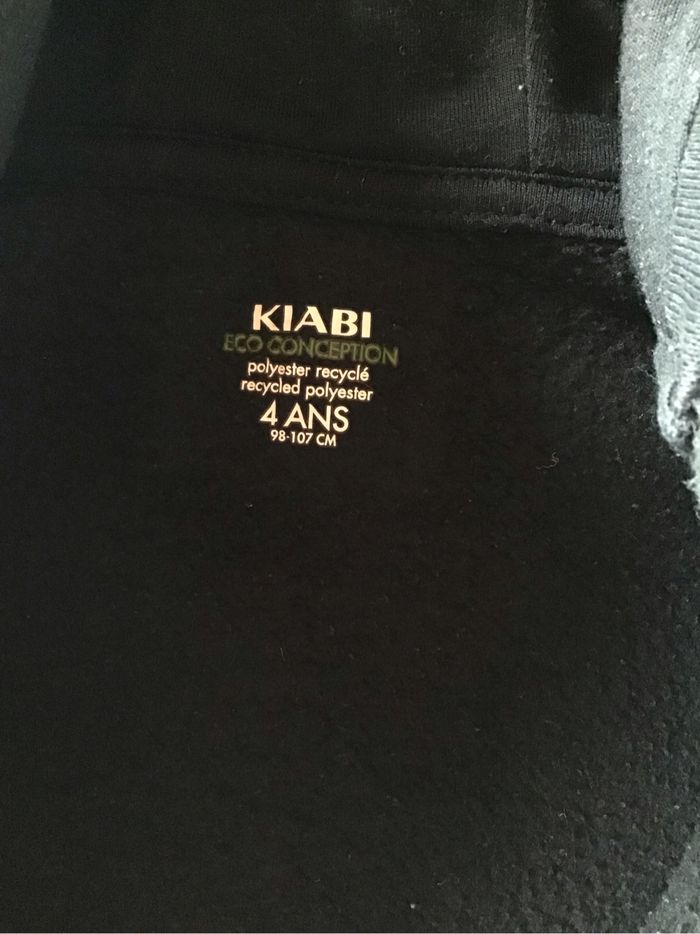 KIABI
ECO CONCEPTION
polyester recyclé
recycled polyester
4 ANS
98-107 CM